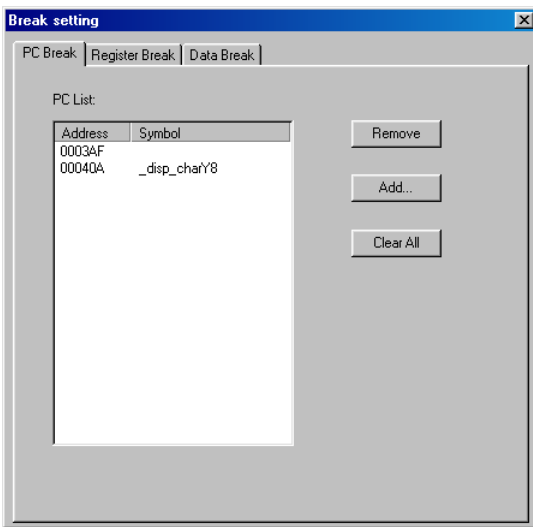 Break setting
PC Break Register Break Data Break
PC List:
Address Symbol
0003AF
00040A _disp_charY8
Remove
Add...
Clear All